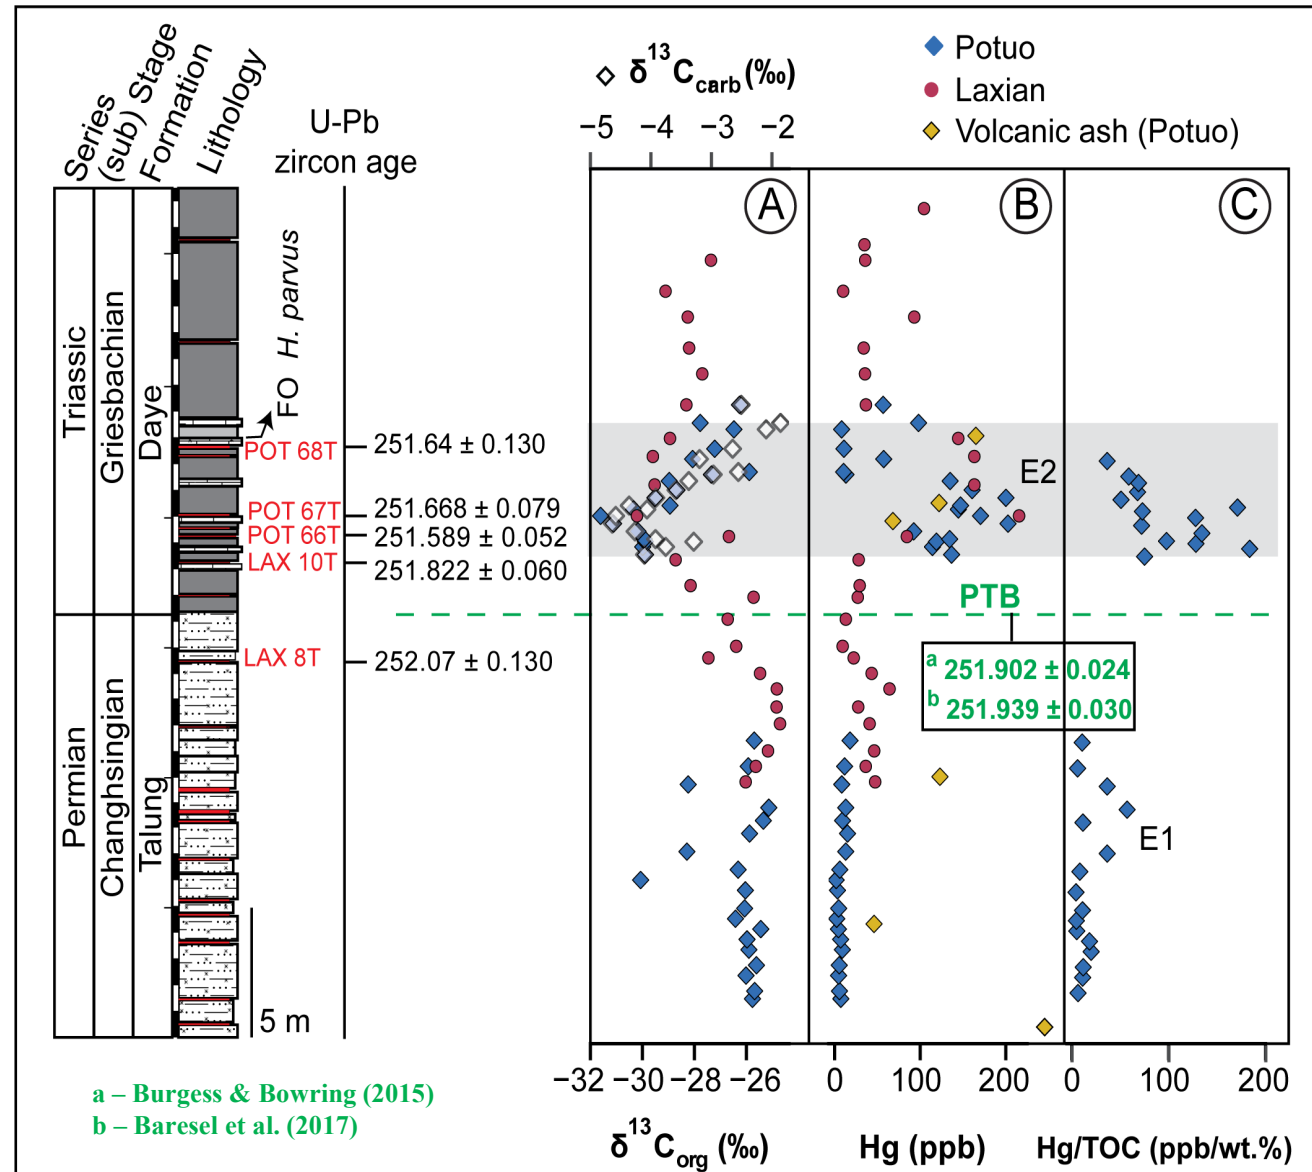 Series
(sub) Stage
Formation
Lithology
U-Pb
zircon age
δ13Ccarb (‰)
−5 −4 −3 −2
Potuo
Laxian
Volcanic ash (Potuo)
A
B
C
Triassic
Griesbachian
Daye
FO H. parvus
POT 68T
251.64 ± 0.130
E2
POT 67T
251.668 ± 0.079
POT 66T
251.589 ± 0.052
LAX 10T
251.822 ± 0.060
PTB
LAX 8T
252.07 ± 0.130
a 251.902 ± 0.024
b 251.939 ± 0.030
Permian
Changhsingian
Talung
E1
5 m
−32 −30 −28 −26
0 100 200
0 100 200
δ13Corg (‰)
Hg (ppb)
Hg/TOC (ppb/wt.%)
a – Burgess & Bowring (2015)
b – Baresel et al. (2017)